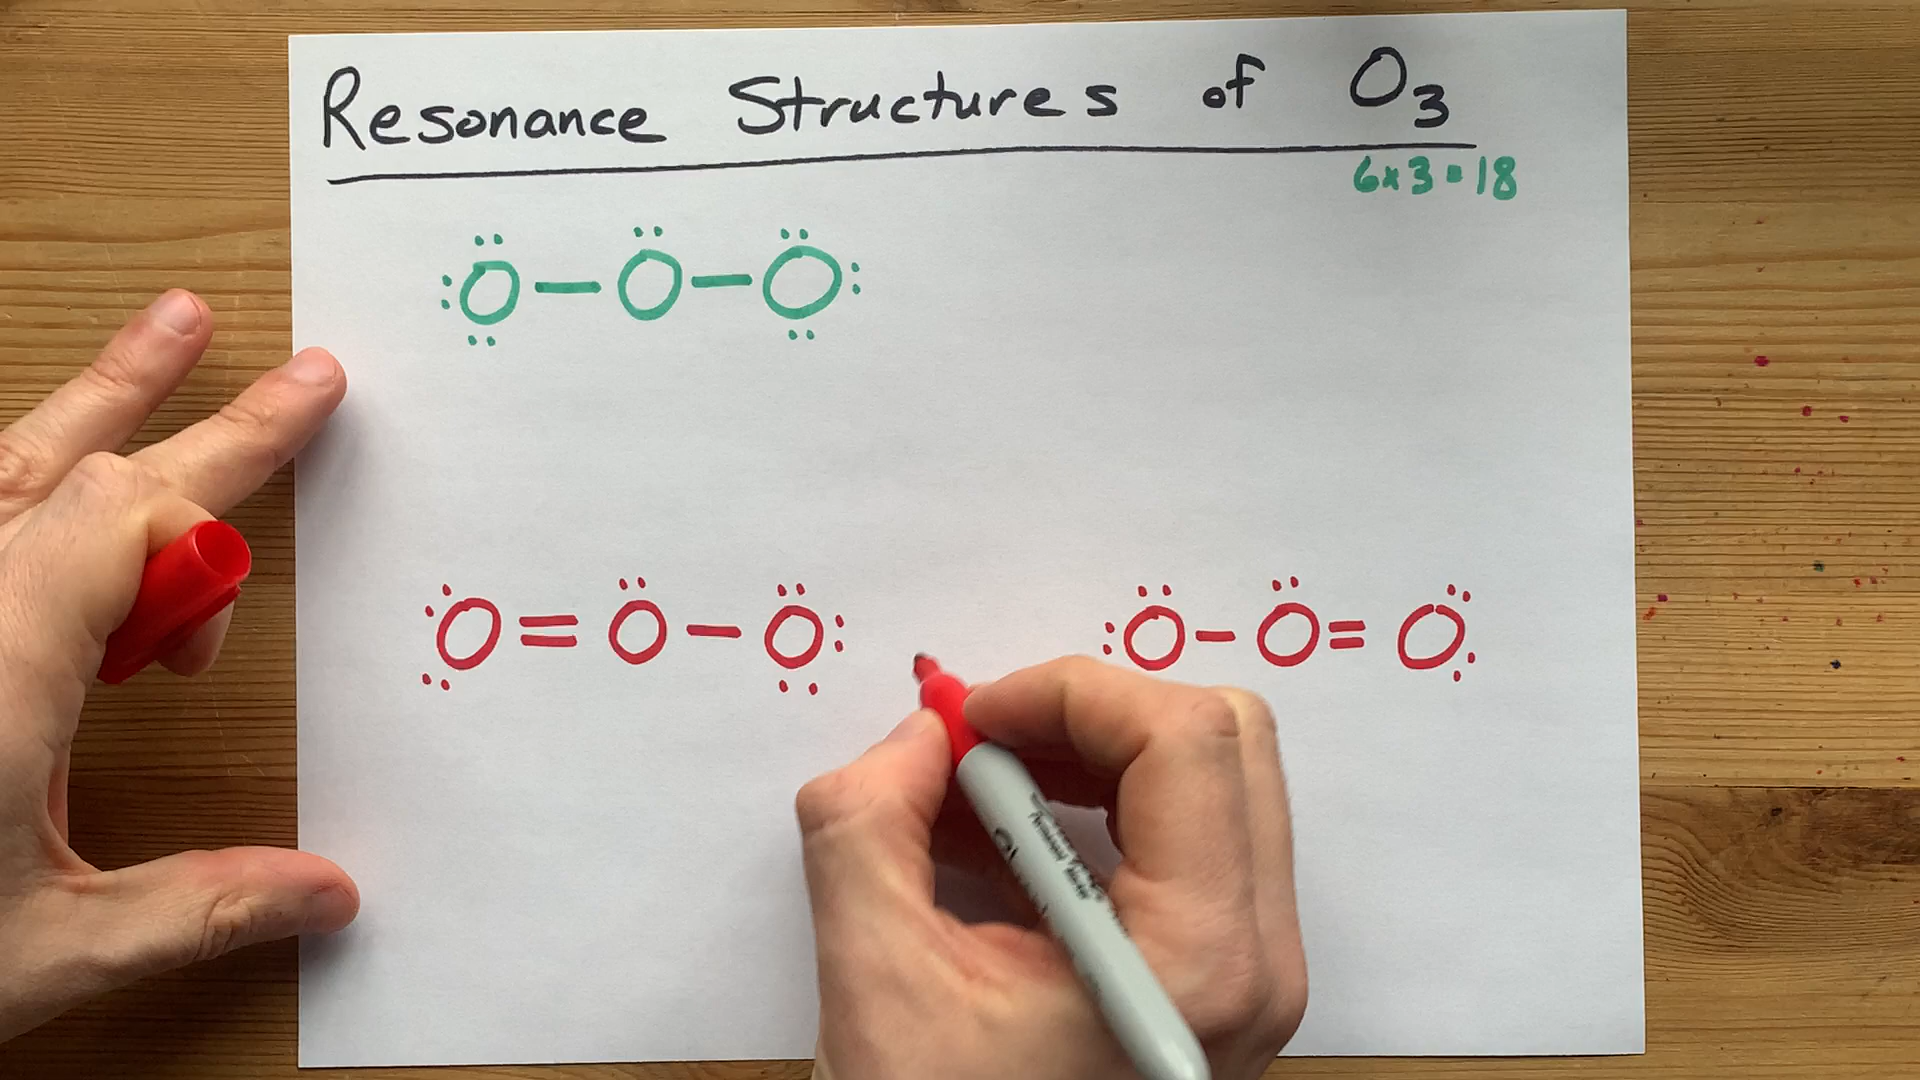 Resonance Structures of O₃
6x3=18
:Ö̤ — Ö — Ö̤:
Ö̤ = Ö — Ö̤: :Ö — Ö = Ö̤